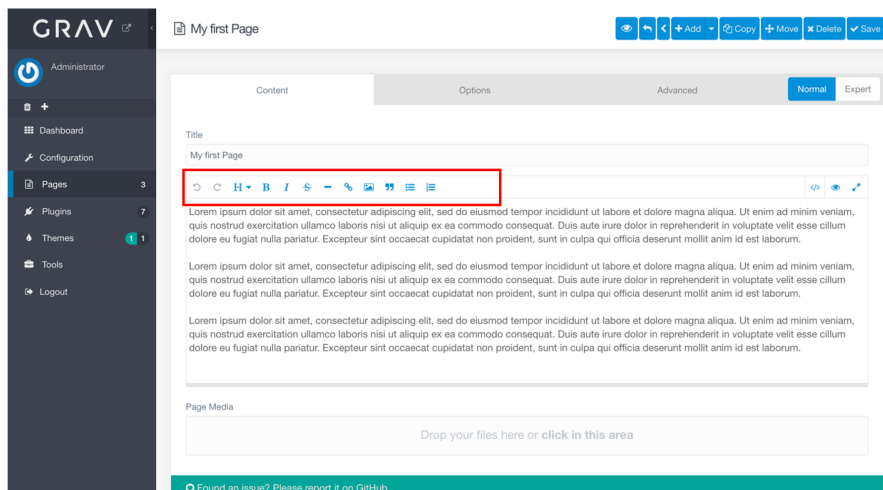 GRAV
My first Page
+ Add
Copy
Move
Delete
Save
Administrator
Content
Options
Advanced
Normal
Expert
Dashboard
Configuration
Pages 3
Plugins 7
Themes 1 1
Tools
Logout
Title
My first Page
H B I S
Lorem ipsum dolor sit amet, consectetur adipiscing elit, sed do eiusmod tempor incididunt ut labore et dolore magna aliqua. Ut enim ad minim veniam,
quis nostrud exercitation ullamco laboris nisi ut aliquip ex ea commodo consequat. Duis aute irure dolor in reprehenderit in voluptate velit esse cillum
dolore eu fugiat nulla pariatur. Excepteur sint occaecat cupidatat non proident, sunt in culpa qui officia deserunt mollit anim id est laborum.
Lorem ipsum dolor sit amet, consectetur adipiscing elit, sed do eiusmod tempor incididunt ut labore et dolore magna aliqua. Ut enim ad minim veniam,
quis nostrud exercitation ullamco laboris nisi ut aliquip ex ea commodo consequat. Duis aute irure dolor in reprehenderit in voluptate velit esse cillum
dolore eu fugiat nulla pariatur. Excepteur sint occaecat cupidatat non proident, sunt in culpa qui officia deserunt mollit anim id est laborum.
Lorem ipsum dolor sit amet, consectetur adipiscing elit, sed do eiusmod tempor incididunt ut labore et dolore magna aliqua. Ut enim ad minim veniam,
quis nostrud exercitation ullamco laboris nisi ut aliquip ex ea commodo consequat. Duis aute irure dolor in reprehenderit in voluptate velit esse cillum
dolore eu fugiat nulla pariatur. Excepteur sint occaecat cupidatat non proident, sunt in culpa qui officia deserunt mollit anim id est laborum.
Page Media
Drop your files here or click in this area
Found an issue? Please report it on GitHub.